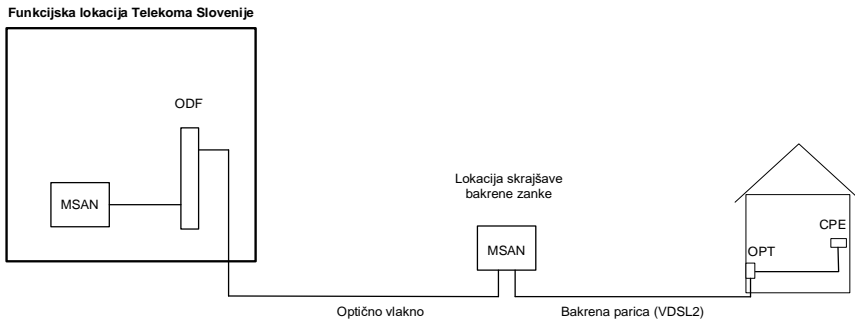 Funkcijska lokacija Telekoma Slovenije
ODF
MSAN
Lokacija skrajšave
bakrene zanke
MSAN
CPE
OPT
Optično vlakno
Bakrena parica (VDSL2)